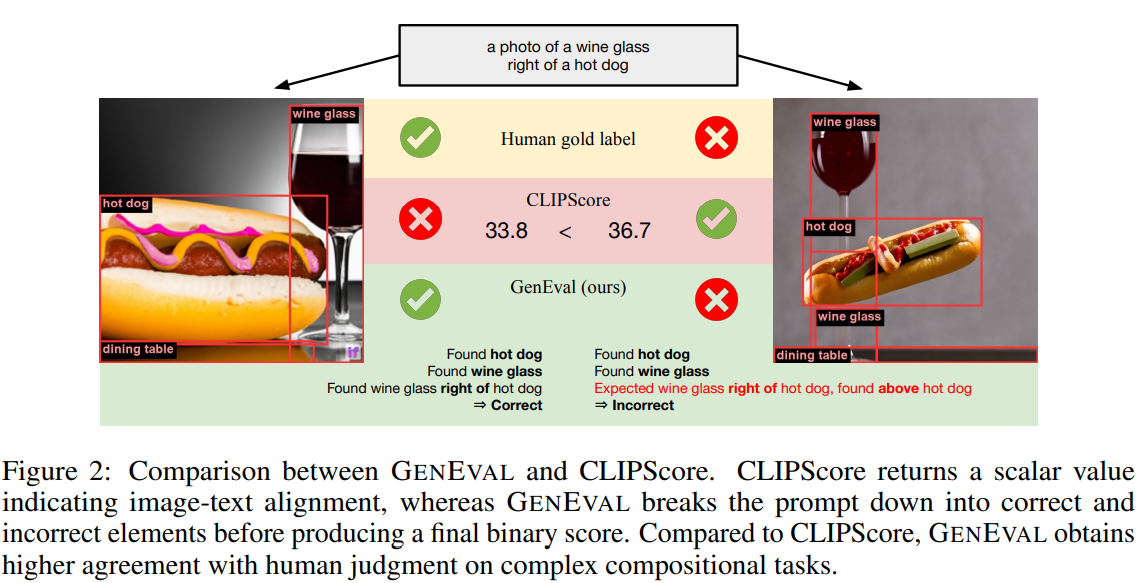 a photo of a wine glass
right of a hot dog
wine glass
hot dog
dining table
if
Human gold label
CLIPScore
33.8 < 36.7
GenEval (ours)
Found hot dog
Found wine glass
Found wine glass right of hot dog
⇒ Correct
Found hot dog
Found wine glass
Expected wine glass right of hot dog, found above hot dog
⇒ Incorrect
wine glass
hot dog
wine glass
dining table
Figure 2: Comparison between GENEVAL and CLIPScore. CLIPScore returns a scalar value
indicating image-text alignment, whereas GENEVAL breaks the prompt down into correct and
incorrect elements before producing a final binary score. Compared to CLIPScore, GENEVAL obtains
higher agreement with human judgment on complex compositional tasks.